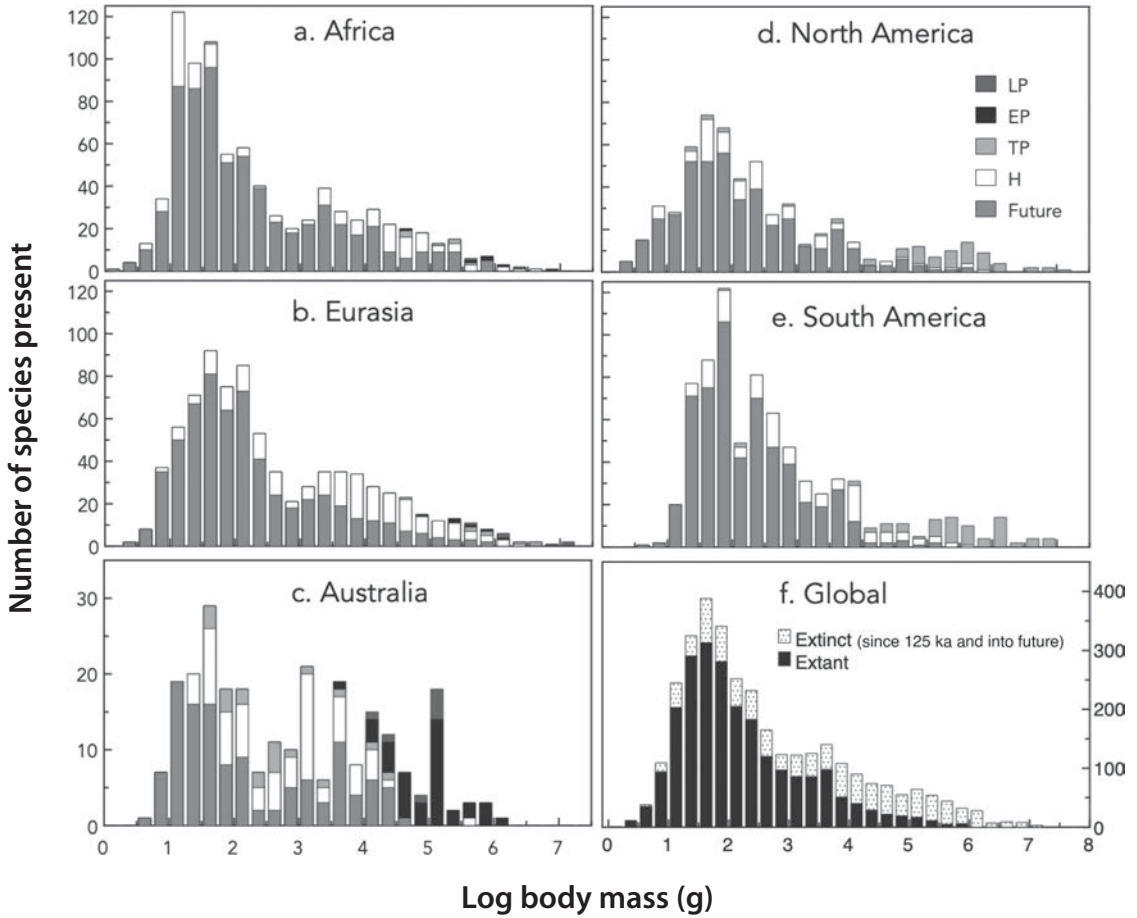 Number of species present
a. Africa
120
100
80
60
40
20
0
b. Eurasia
120
100
80
60
40
20
0
c. Australia
30
20
10
0
0 1 2 3 4 5 6 7
d. North America
LP
EP
TP
H
Future
e. South America
f. Global
Extinct (since 125 ka and into future)
Extant
400
300
200
100
0
0 1 2 3 4 5 6 7 8
Log body mass (g)